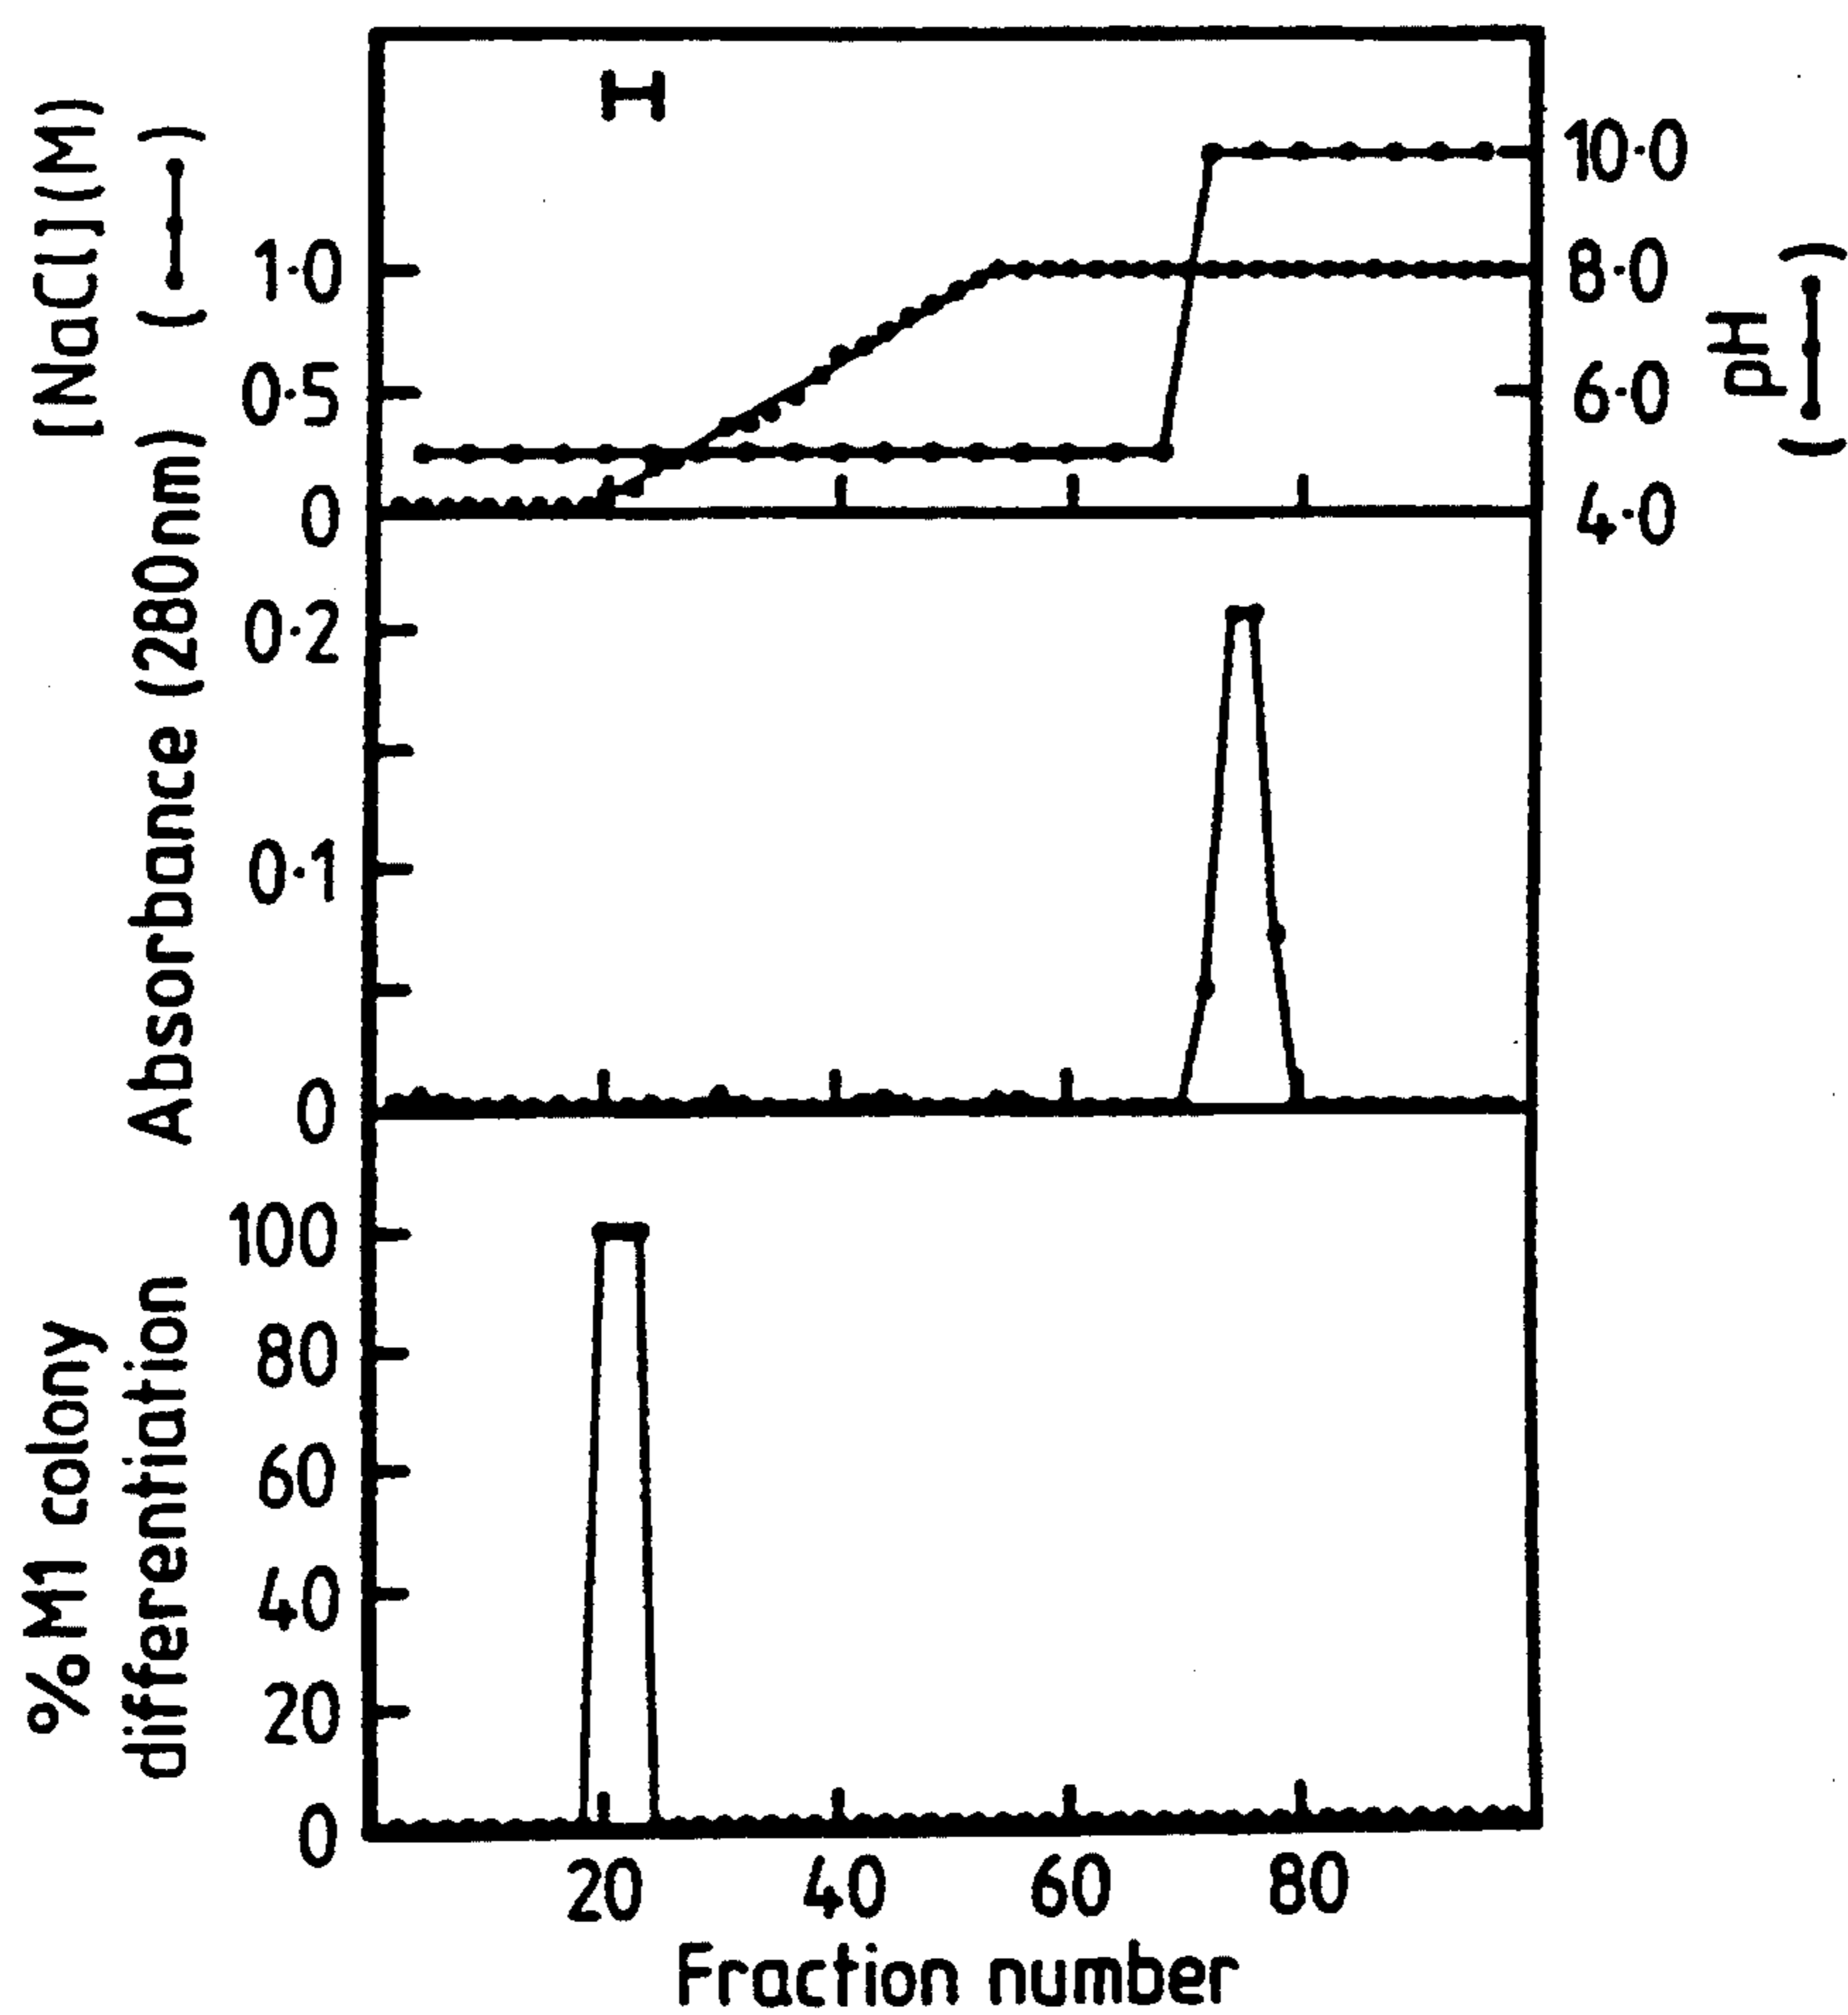 [NaCl](M)
( )
1·0
0·5
0
10·0
8·0
6·0
4·0
pH
( )
Absorbance (280nm)
0·2
0·1
0
%M1 colony
differentiation
100
80
60
40
20
0
20 40 60 80
Fraction number